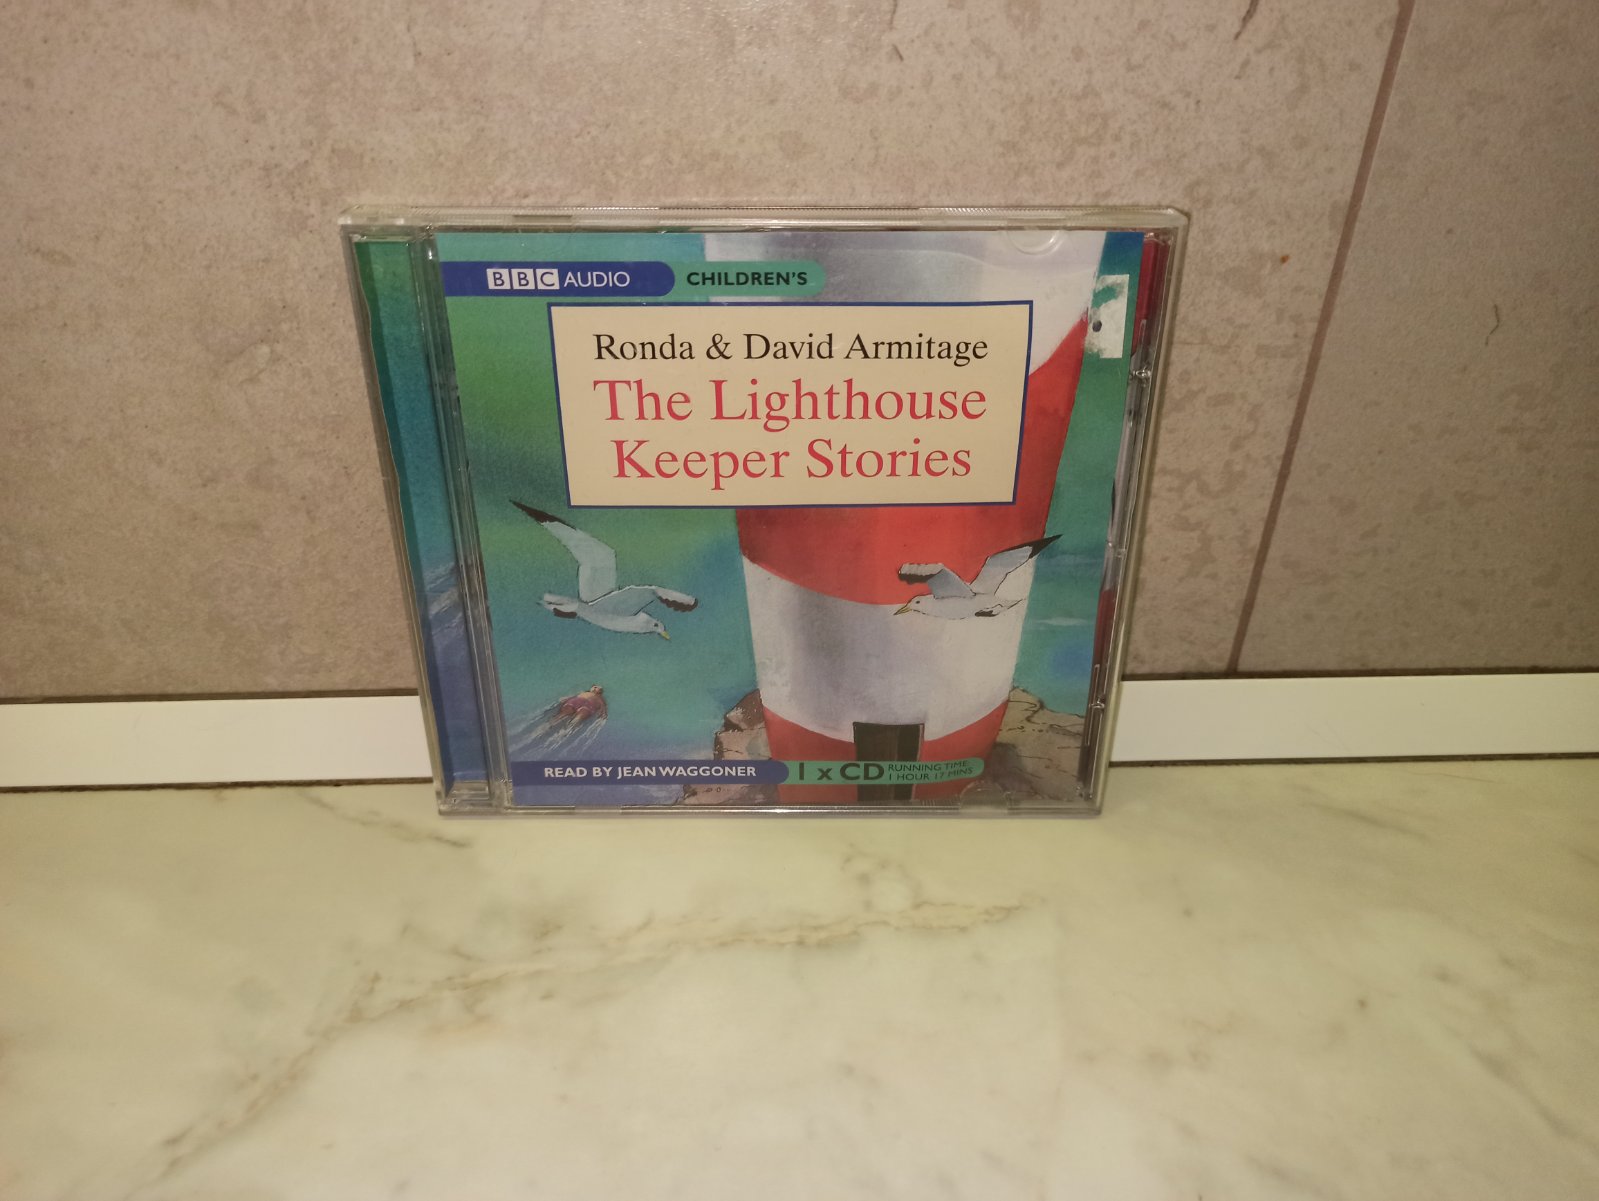 BBC AUDIO CHILDREN'S
Ronda & David Armitage
The Lighthouse
Keeper Stories
READ BY JEAN WAGGONER
1 x CD
RUNNING TIME
1 HOUR 17 MINS